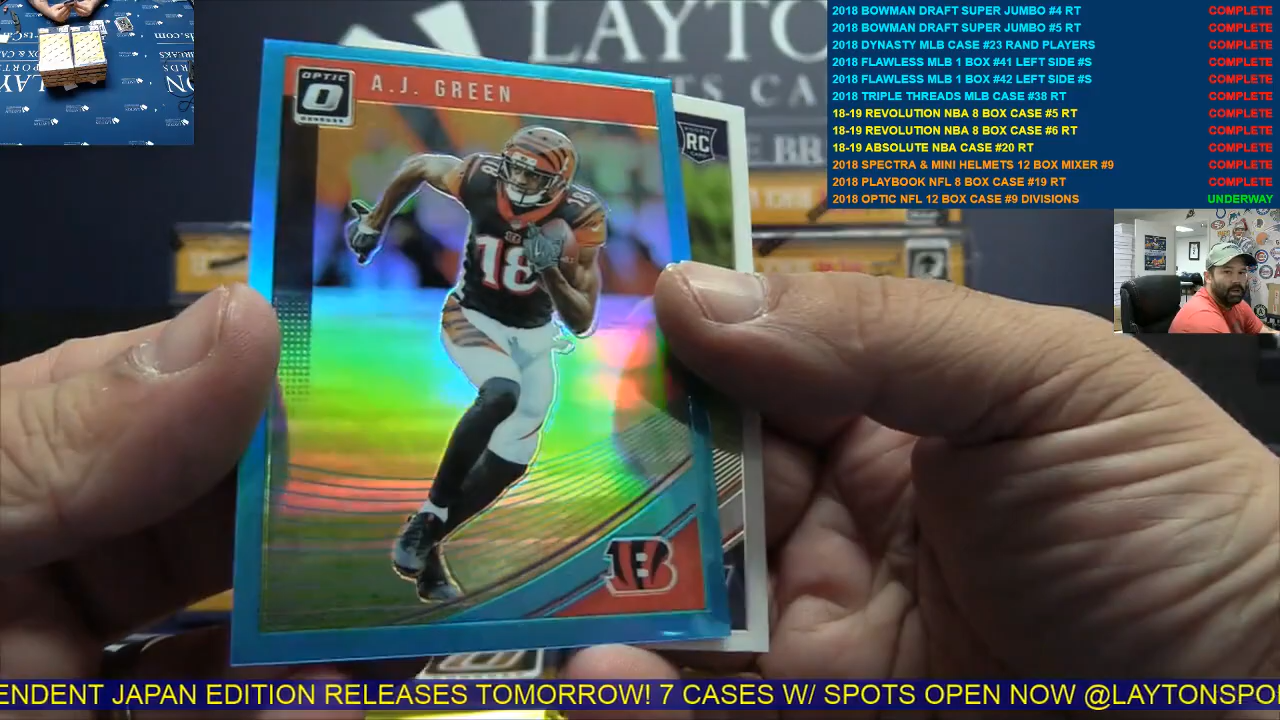 2018 BOWMAN DRAFT SUPER JUMBO #4 RT COMPLETE
2018 BOWMAN DRAFT SUPER JUMBO #5 RT COMPLETE
2018 DYNASTY MLB CASE #23 RAND PLAYERS COMPLETE
2018 FLAWLESS MLB 1 BOX #41 LEFT SIDE #S COMPLETE
2018 FLAWLESS MLB 1 BOX #42 LEFT SIDE #S COMPLETE
2018 TRIPLE THREADS MLB CASE #38 RT COMPLETE
18-19 REVOLUTION NBA 8 BOX CASE #5 RT COMPLETE
18-19 REVOLUTION NBA 8 BOX CASE #6 RT COMPLETE
18-19 ABSOLUTE NBA CASE #20 RT COMPLETE
2018 SPECTRA & MINI HELMETS 12 BOX MIXER #9 COMPLETE
2018 PLAYBOOK NFL 8 BOX CASE #19 RT COMPLETE
2018 OPTIC NFL 12 BOX CASE #9 DIVISIONS UNDERWAY
LAYTON
TS CA
BR
OPTIC
O
DONRUSS
A.J. GREEN
RC
18
18
B
ENDENT JAPAN EDITION RELEASES TOMORROW! 7 CASES W/ SPOTS OPEN NOW @LAYTONSPO